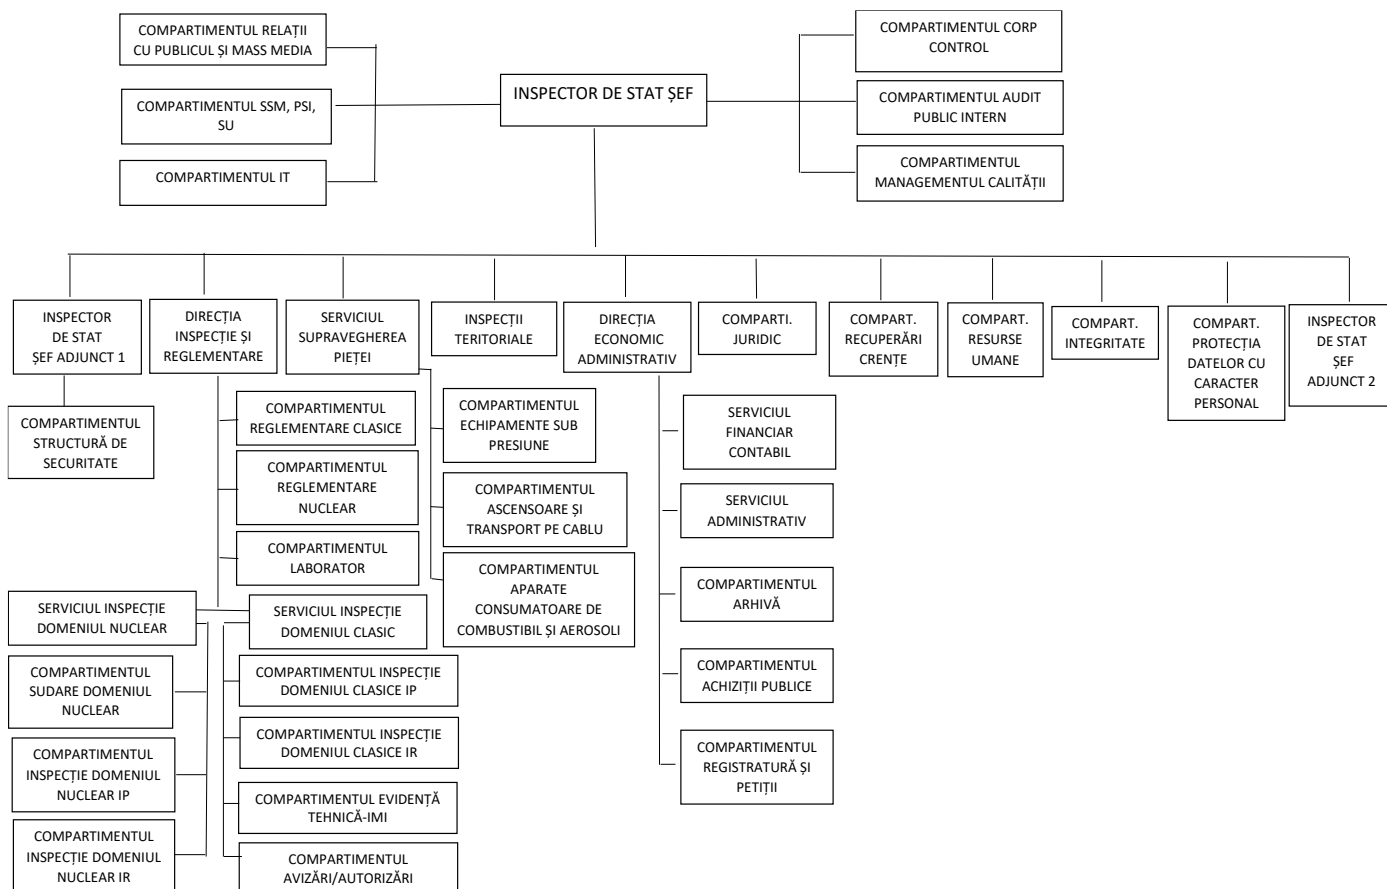 COMPARTIMENTUL RELAȚII
CU PUBLICUL ȘI MASS MEDIA
COMPARTIMENTUL SSM, PSI,
SU
COMPARTIMENTUL IT
INSPECTOR DE STAT ȘEF
COMPARTIMENTUL CORP
CONTROL
COMPARTIMENTUL AUDIT
PUBLIC INTERN
COMPARTIMENTUL
MANAGEMENTUL CALITĂȚII
INSPECTOR
DE STAT
ȘEF ADJUNCT 1
DIRECȚIA
INSPECȚIE ȘI
REGLEMENTARE
SERVICIUL
SUPRAVEGHEREA
PIEȚEI
INSPECȚII
TERITORIALE
DIRECȚIA
ECONOMIC
ADMINISTRATIV
COMPARTI.
JURIDIC
COMPART.
RECUPERĂRI
CRENȚE
COMPART.
RESURSE
UMANE
COMPART.
INTEGRITATE
COMPART.
PROTECȚIA
DATELOR CU
CARACTER
PERSONAL
INSPECTOR
DE STAT
ȘEF
ADJUNCT 2
COMPARTIMENTUL
STRUCTURĂ DE
SECURITATE
COMPARTIMENTUL
REGLEMENTARE CLASICE
COMPARTIMENTUL
REGLEMENTARE
NUCLEAR
COMPARTIMENTUL
LABORATOR
SERVICIUL INSPECȚIE
DOMENIUL NUCLEAR
COMPARTIMENTUL
SUDARE DOMENIUL
NUCLEAR
COMPARTIMENTUL
INSPECȚIE DOMENIUL
NUCLEAR IP
COMPARTIMENTUL
INSPECȚIE DOMENIUL
NUCLEAR IR
SERVICIUL INSPECȚIE
DOMENIUL CLASIC
COMPARTIMENTUL INSPECȚIE
DOMENIUL CLASICE IP
COMPARTIMENTUL INSPECȚIE
DOMENIUL CLASICE IR
COMPARTIMENTUL EVIDENȚĂ
TEHNICĂ-IMI
COMPARTIMENTUL
AVIZĂRI/AUTORIZĂRI
COMPARTIMENTUL
ECHIPAMENTE SUB
PRESIUNE
COMPARTIMENTUL
ASCENSOARE ȘI
TRANSPORT PE CABLU
COMPARTIMENTUL
APARATE
CONSUMATOARE DE
COMBUSTIBIL ȘI AEROSOLI
SERVICIUL
FINANCIAR
CONTABIL
SERVICIUL
ADMINISTRATIV
COMPARTIMENTUL
ARHIVĂ
COMPARTIMENTUL
ACHIZIȚII PUBLICE
COMPARTIMENTUL
REGISTRATURĂ ȘI
PETIȚII